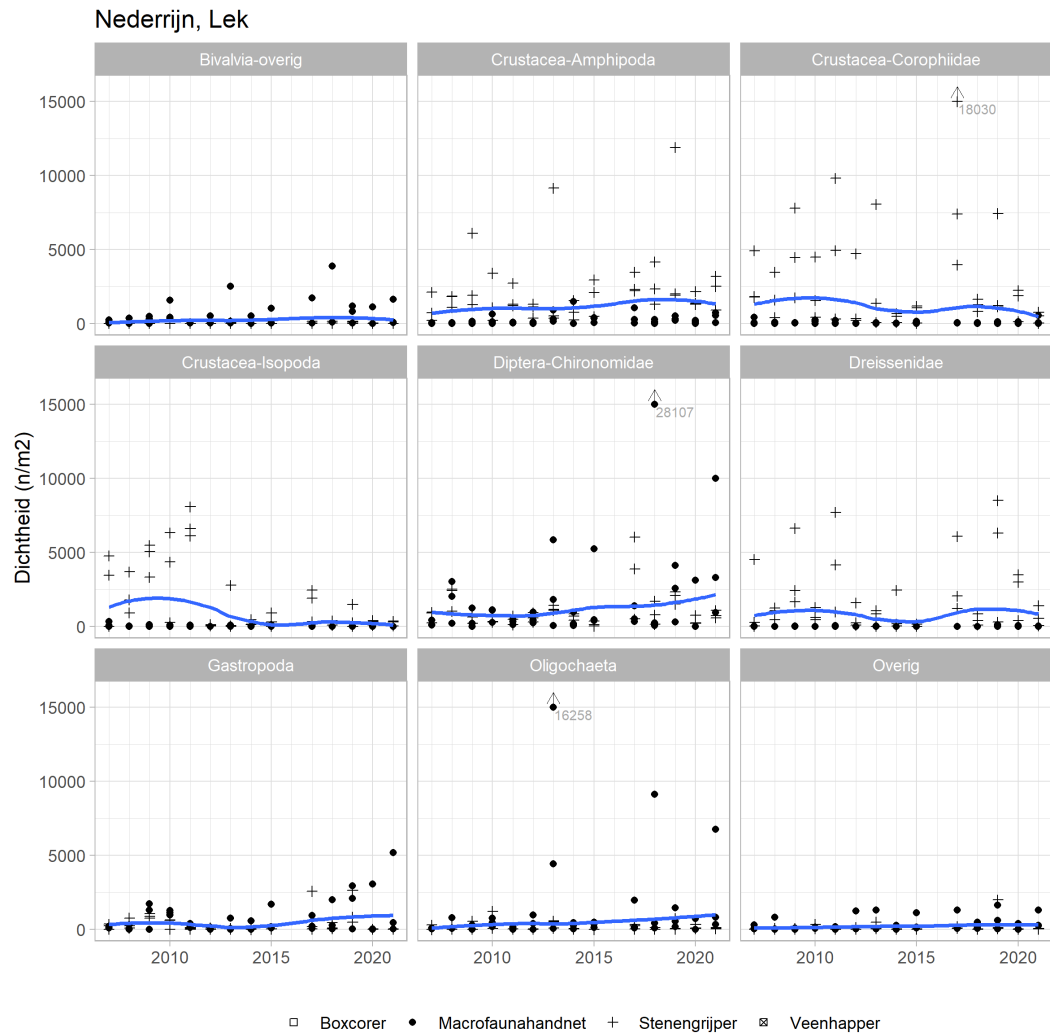 Nederrijn, Lek
Bivalvia-overig Crustacea-Amphipoda Crustacea-Corophiidae
15000
10000
5000
0
18030
Crustacea-Isopoda Diptera-Chironomidae Dreissenidae
15000
10000
5000
0
28107
Gastropoda Oligochaeta Overig
15000
10000
5000
0
16258
2010 2015 2020 2010 2015 2020 2010 2015 2020
Dichtheid (n/m2)
Boxcorer Macrofaunahandnet Stenengrijper Veenhapper